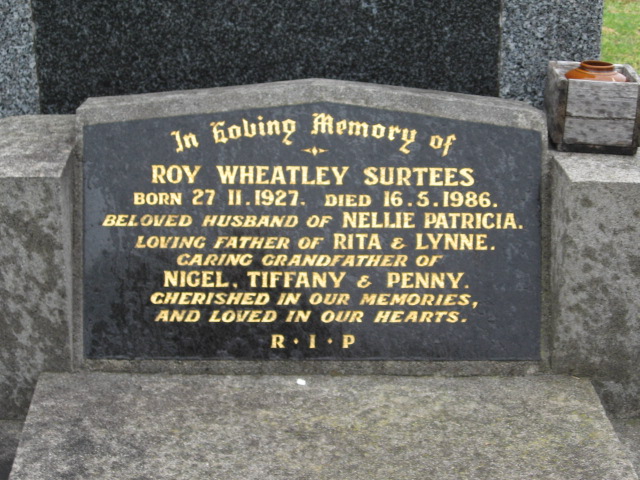 In Loving Memory of
ROY WHEATLEY SURTEES
BORN 27·11·1927. DIED 16·5·1986.
BELOVED HUSBAND OF NELLIE PATRICIA.
LOVING FATHER OF RITA & LYNNE.
CARING GRANDFATHER OF
NIGEL, TIFFANY & PENNY.
CHERISHED IN OUR MEMORIES,
AND LOVED IN OUR HEARTS.
R·I·P